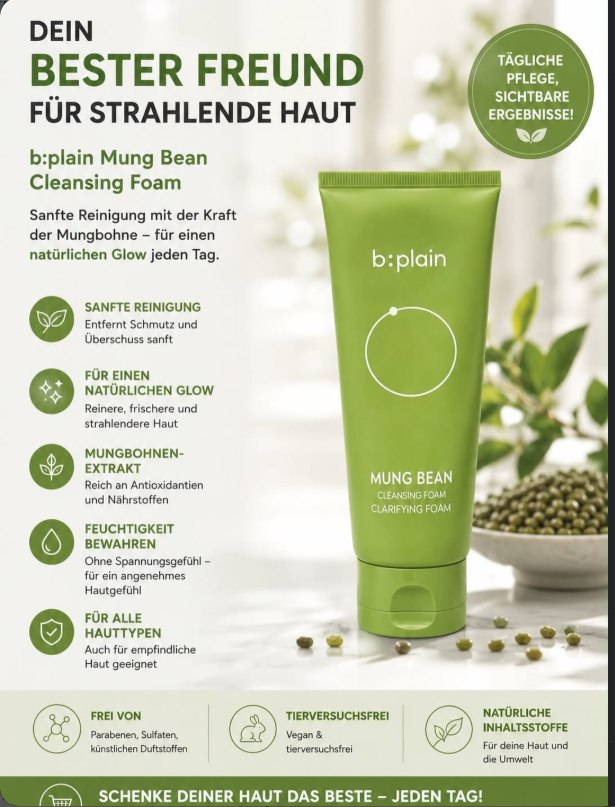 DEIN
BESTER FREUND
FÜR STRAHLENDE HAUT
TÄGLICHE
PFLEGE,
SICHTBARE
ERGEBNISSE!
b:plain Mung Bean
Cleansing Foam
Sanfte Reinigung mit der Kraft
der Mungbohne – für einen
natürlichen Glow jeden Tag.
SANFTE REINIGUNG
Entfernt Schmutz und
Überschuss sanft
FÜR EINEN
NATÜRLICHEN GLOW
Reinere, frischere und
strahlendere Haut
MUNGBOHNEN-
EXTRAKT
Reich an Antioxidantien
und Nährstoffen
FEUCHTIGKEIT
BEWAHREN
Ohne Spannungsgefühl –
für ein angenehmes
Hautgefühl
FÜR ALLE
HAUTTYPEN
Auch für empfindliche
Haut geeignet
b:plain
MUNG BEAN
CLEANSING FOAM
CLARIFYING FOAM
FREI VON
Parabenen, Sulfaten,
künstlichen Duftstoffen
TIERVERSUCHSFREI
Vegan &
tierversuchsfrei
NATÜRLICHE
INHALTSSTOFFE
Für deine Haut und
die Umwelt
SCHENKE DEINER HAUT DAS BESTE – JEDEN TAG!